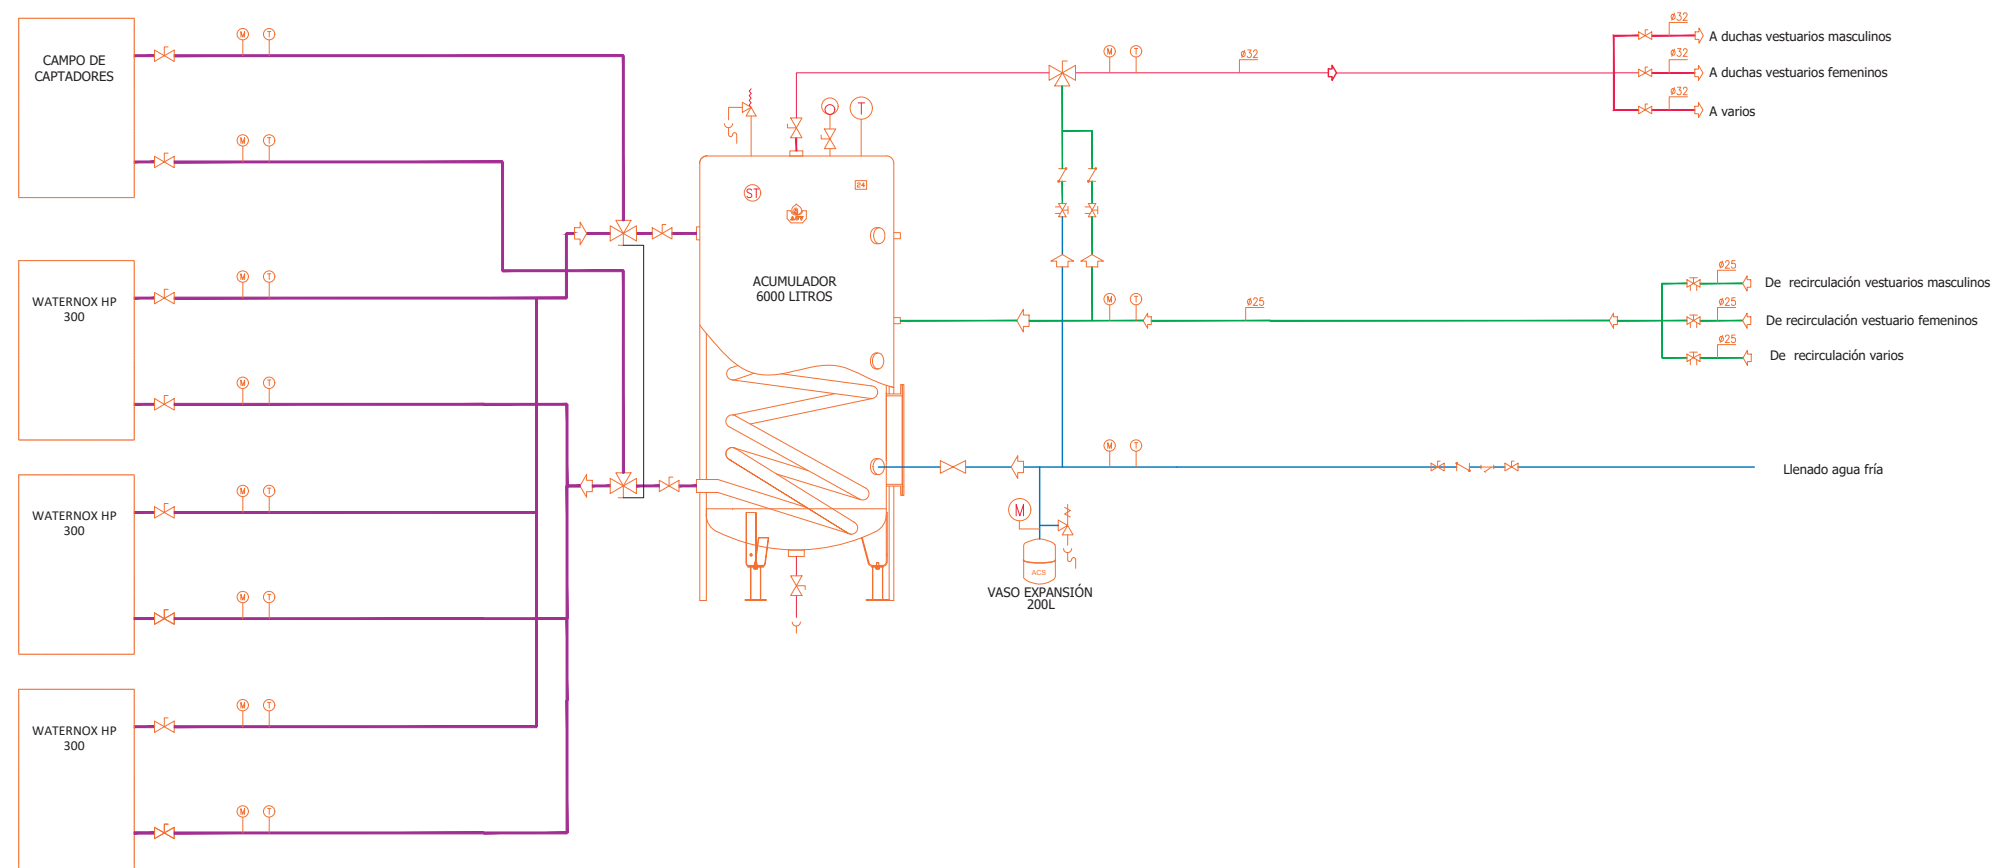 CAMPO DE
CAPTADORES
M T
M T
WATERNOX HP
300
M T
M T
WATERNOX HP
300
M T
M T
WATERNOX HP
300
M T
M T
T
ST
24
ACUMULADOR
6000 LITROS
M T
ø32
ø32
A duchas vestuarios masculinos
ø32
A duchas vestuarios femeninos
ø32
A varios
M T
ø25
ø25
De recirculación vestuarios masculinos
ø25
De recirculación vestuario femeninos
ø25
De recirculación varios
M T
Llenado agua fría
M
ACS
VASO EXPANSIÓN
200L